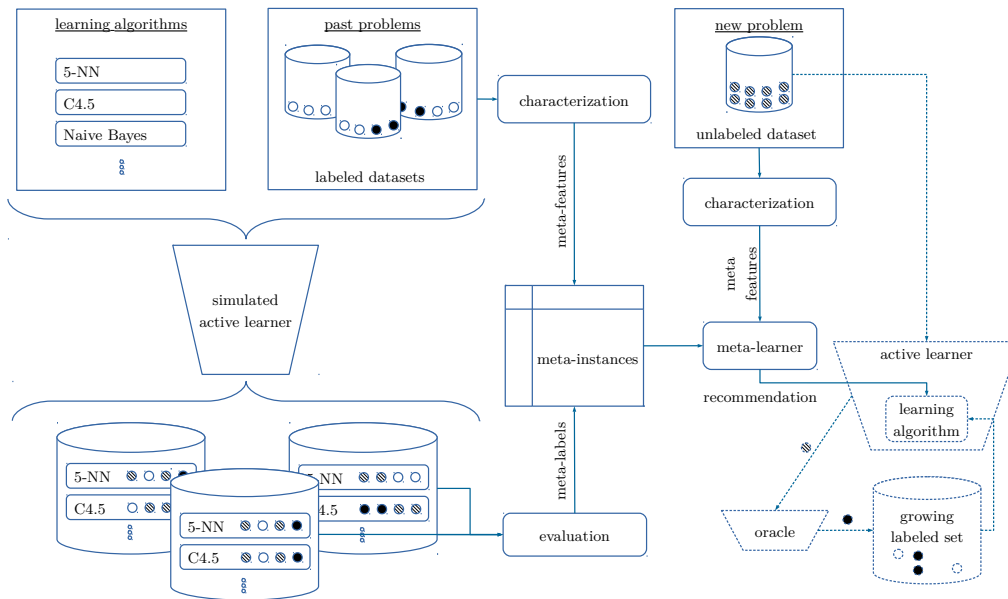 learning algorithms
5-NN
C4.5
Naive Bayes
past problems
labeled datasets
characterization
new problem
unlabeled dataset
characterization
meta-features
meta
features
simulated
active learner
meta-instances
meta-learner
recommendation
active learner
learning
algorithm
meta-labels
5-NN
C4.5
5-NN
C4.5
-NN
4.5
evaluation
oracle
growing
labeled set